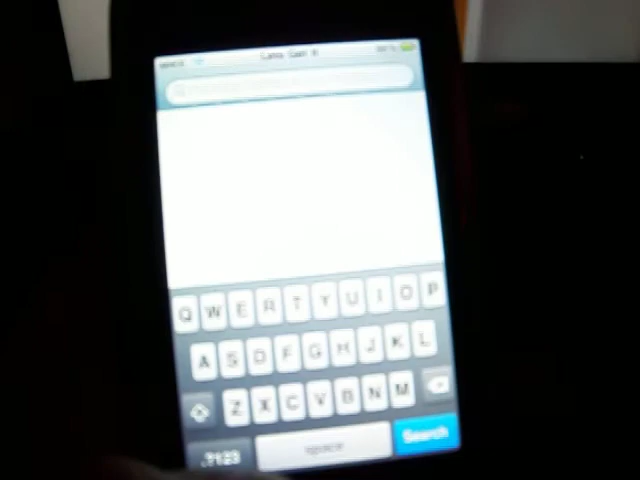 Q W E R T Y U I O P
A S D F G H J K L
Z X C V B N M
.?123 space Search